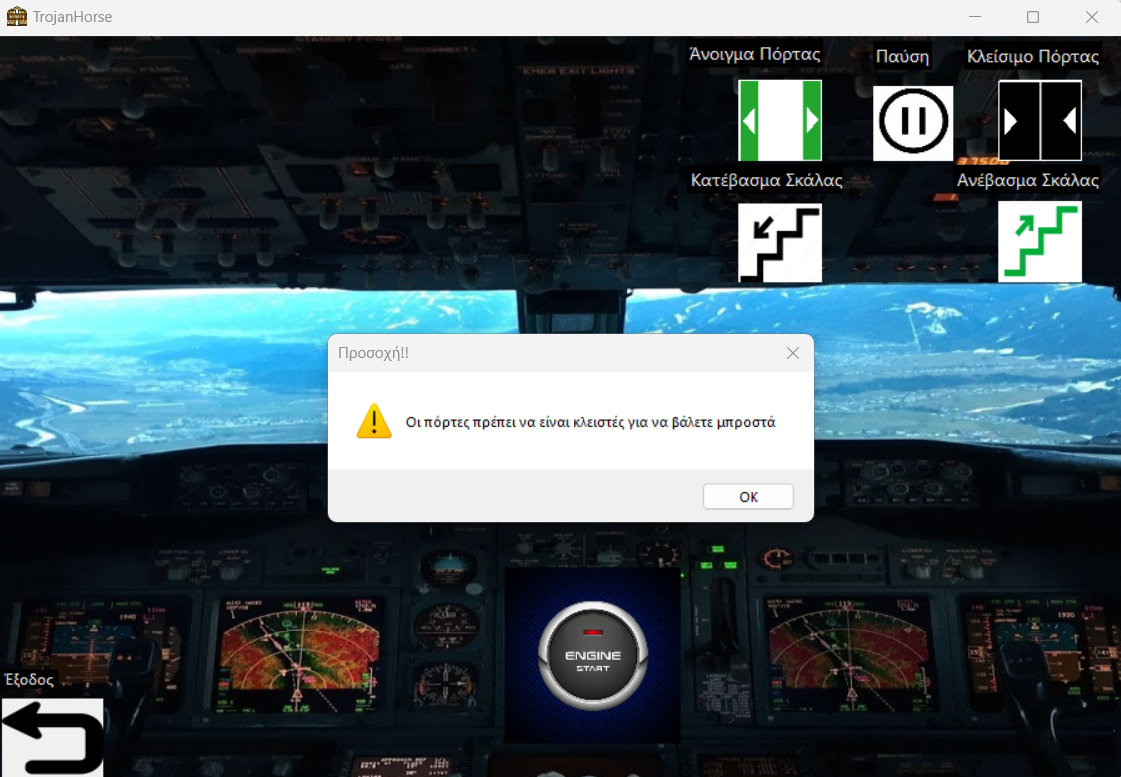 TrojanHorse
Άνοιγμα Πόρτας
Παύση
Κλείσιμο Πόρτας
Κατέβασμα Σκάλας
Ανέβασμα Σκάλας
Προσοχή!!
Οι πόρτες πρέπει να είναι κλειστές για να βάλετε μπροστά
OK
ENGINE
START
Έξοδος